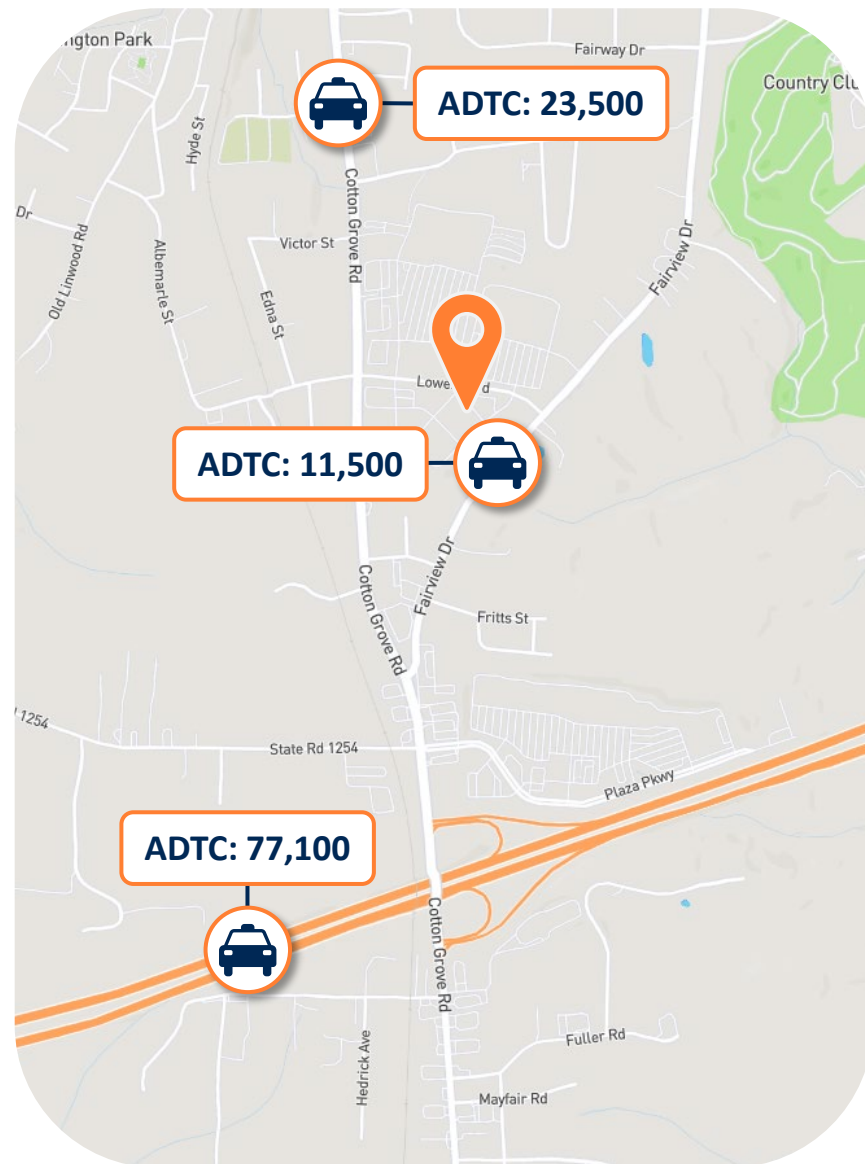 ngton Park
Fairway Dr
ADTC: 23,500
Country Clu
Hyde St
Cotton Grove Rd
Dr
Old Linwood Rd
Albemarle St
Victor St
Edna St
Fairview Dr
Lowe d
ADTC: 11,500
Fairview Dr
Cotton Grove Rd
Fritts St
1254
State Rd 1254
Plaza Pkwy
ADTC: 77,100
Cotton Grove Rd
Hedrick Ave
Fuller Rd
Mayfair Rd